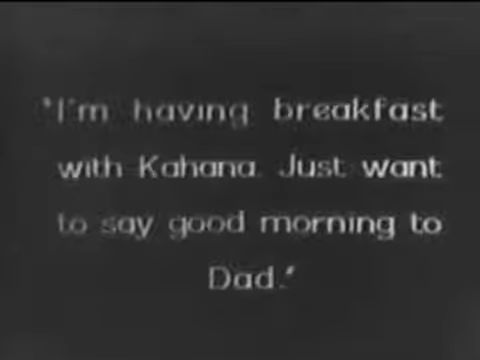 "I'm having breakfast
with Kahana. Just want
to say good morning to
Dad."